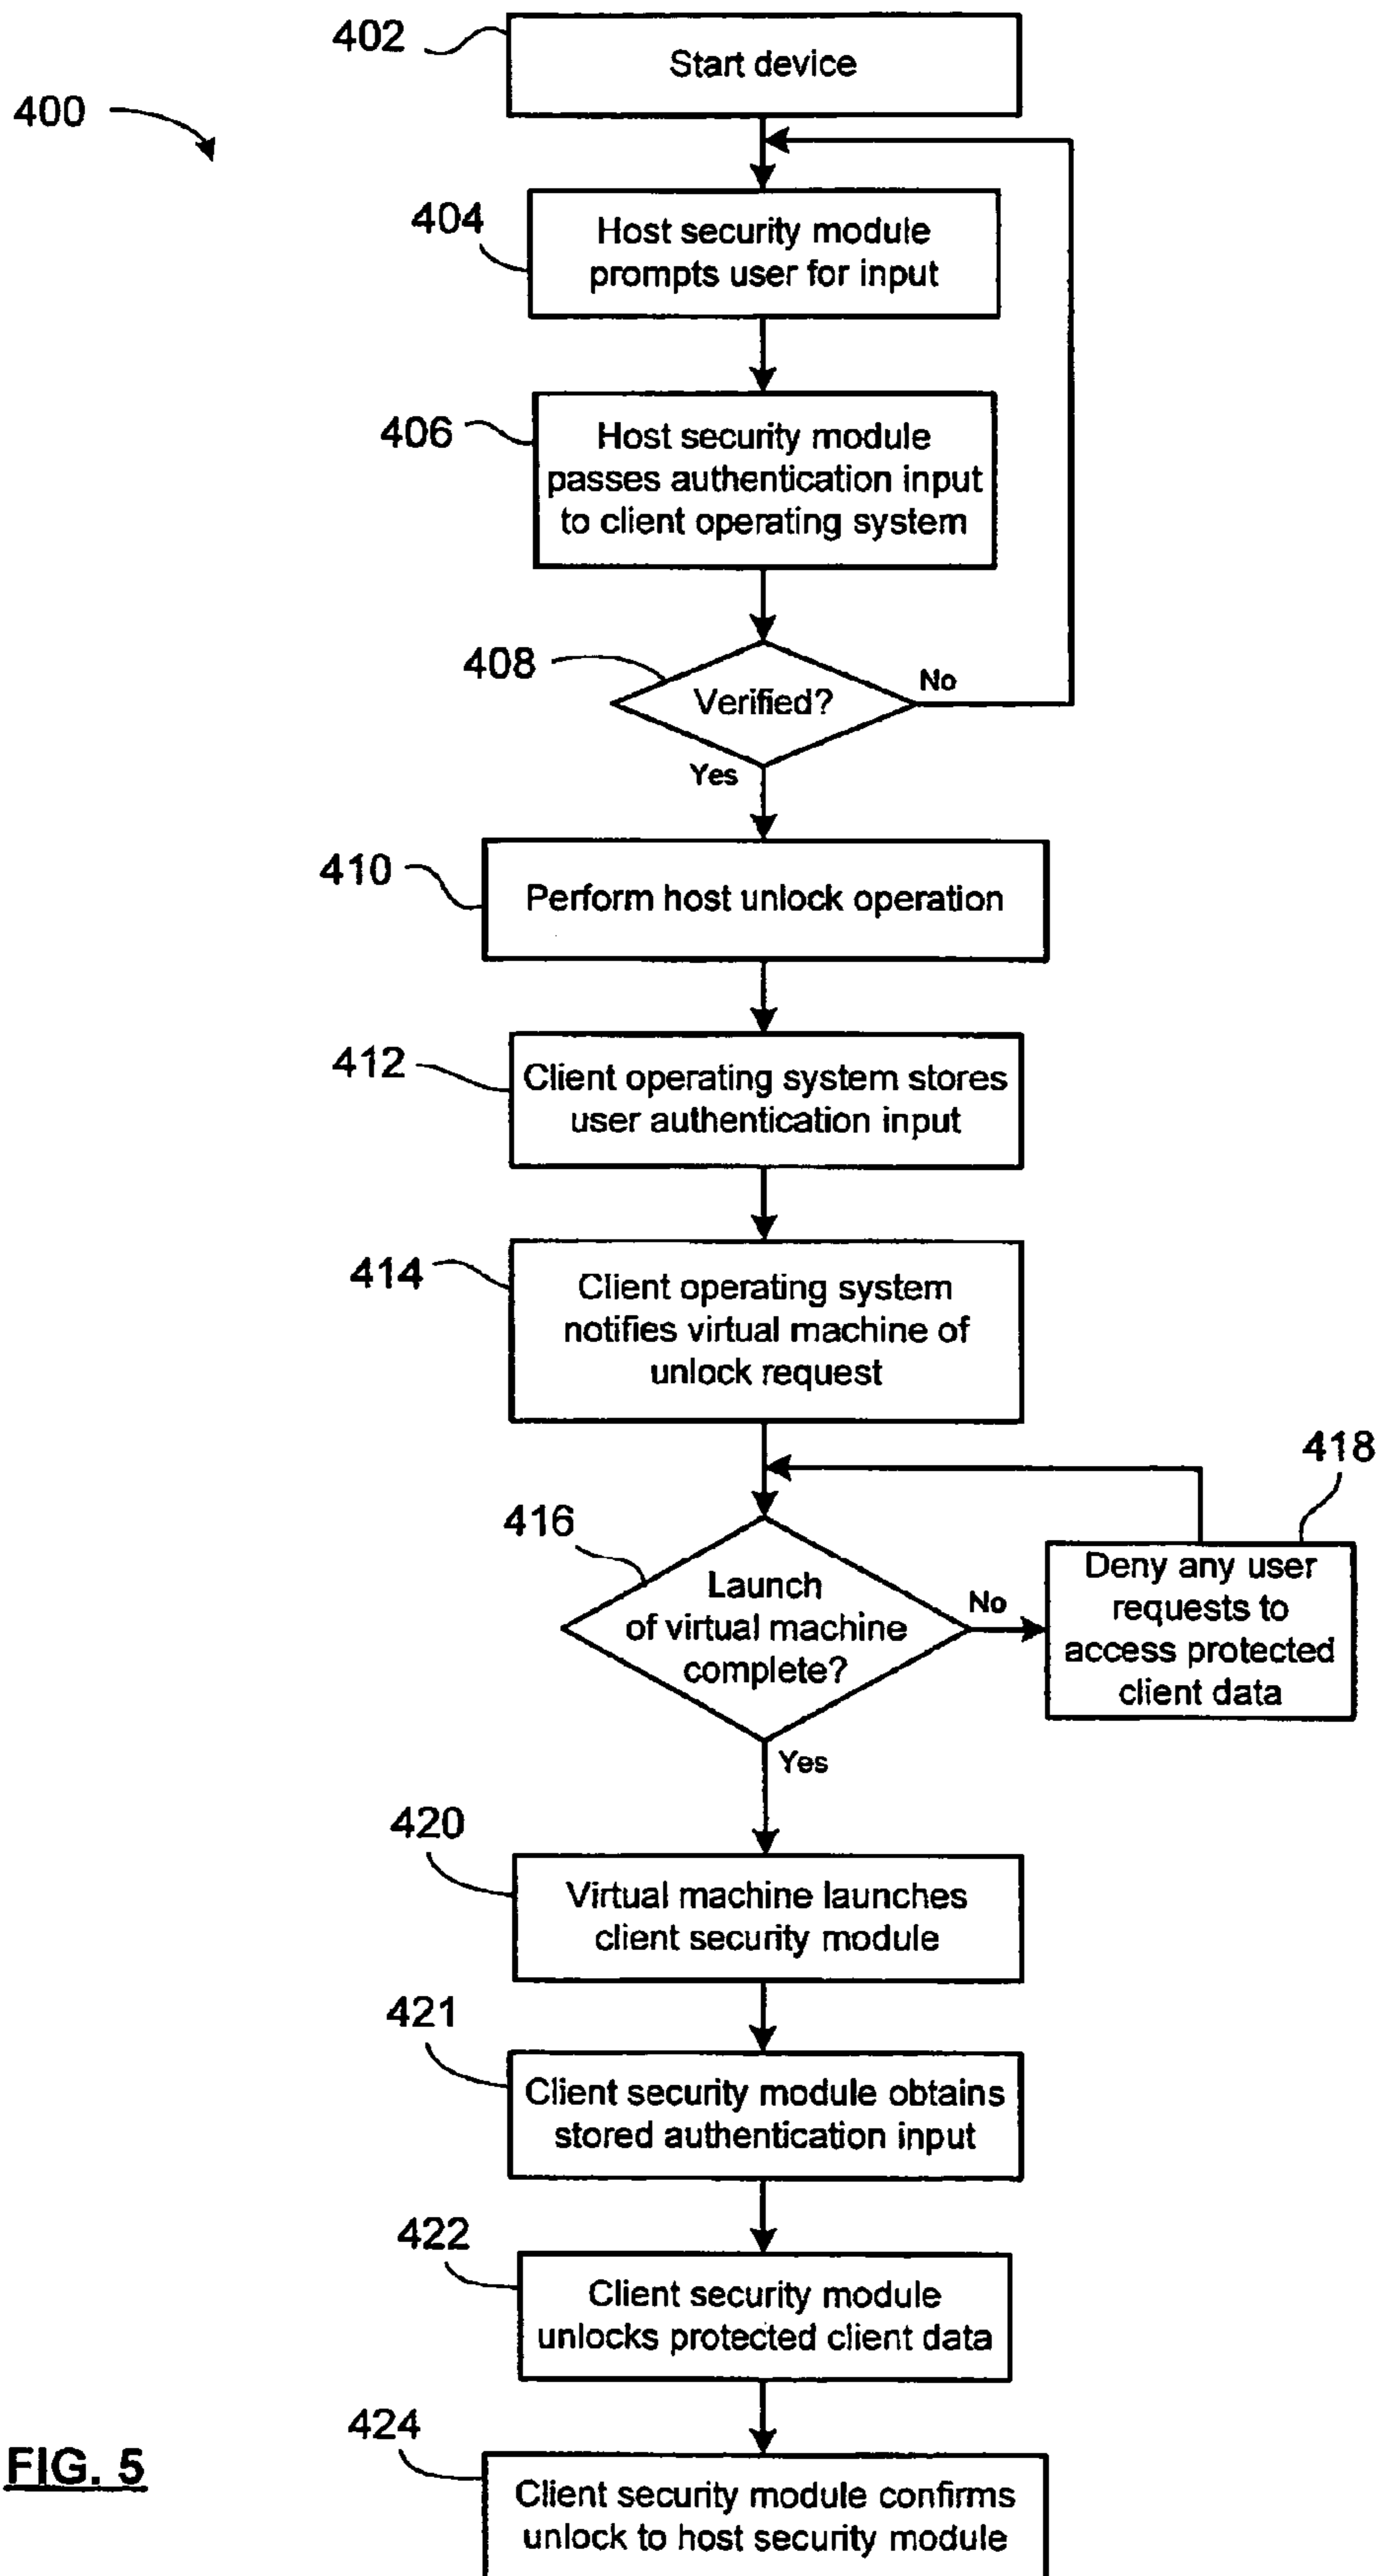 402
Start device
400
404
Host security module
prompts user for input
406
Host security module
passes authentication input
to client operating system
408
Verified?
No
Yes
410
Perform host unlock operation
412
Client operating system stores
user authentication input
414
Client operating system
notifies virtual machine of
unlock request
418
416
Launch
of virtual machine
complete?
No
Deny any user
requests to
access protected
client data
Yes
420
Virtual machine launches
client security module
421
Client security module obtains
stored authentication input
422
Client security module
unlocks protected client data
424
Client security module confirms
unlock to host security module
FIG. 5